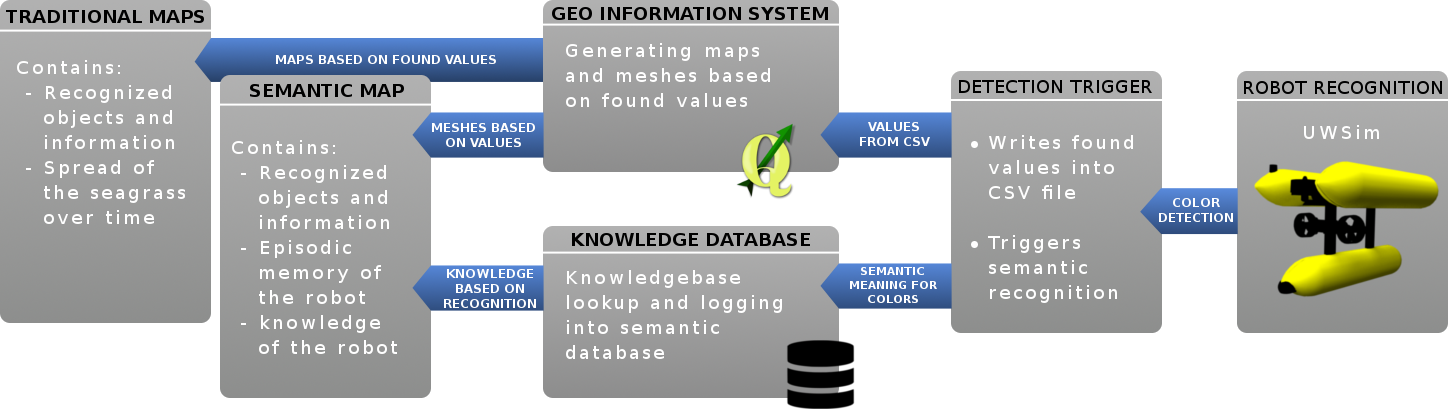 TRADITIONAL MAPS
Contains:
- Recognized
objects and
information
- Spread of
the seagrass
over time
MAPS BASED ON FOUND VALUES
SEMANTIC MAP
Contains:
- Recognized
objects and
information
- Episodic
memory of
the robot
- knowledge
of the robot
MESHES BASED
ON VALUES
KNOWLEDGE
BASED ON
RECOGNITION
GEO INFORMATION SYSTEM
Generating maps
and meshes based
on found values
Q
KNOWLEDGE DATABASE
Knowledgebase
lookup and logging
into semantic
database
VALUES
FROM CSV
SEMANTIC
MEANING FOR
COLORS
DETECTION TRIGGER
• Writes found
values into
CSV file
• Triggers
semantic
recognition
COLOR
DETECTION
ROBOT RECOGNITION
UWSim